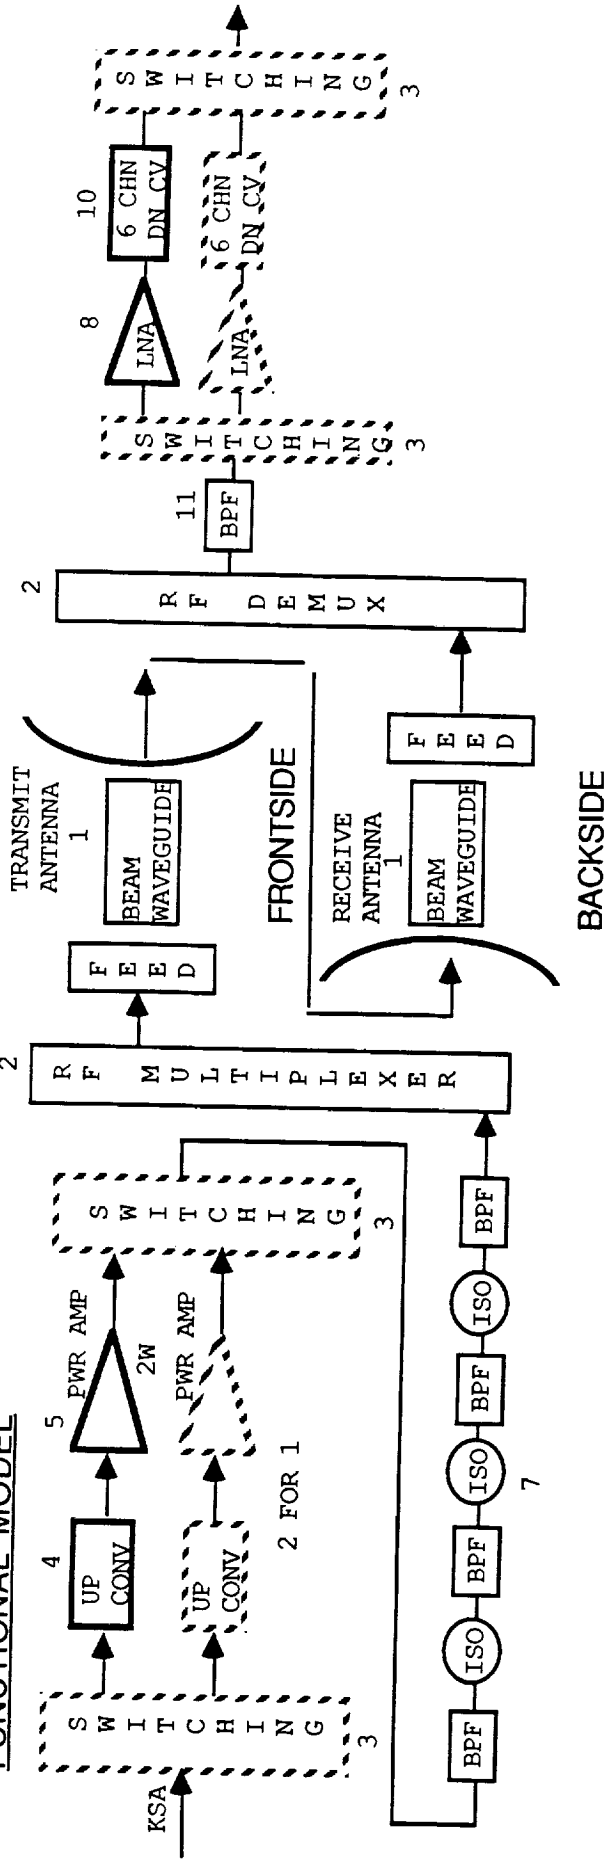 FUNCTIONAL MODEL
KSA
SWITCHING
3
UP
CONV
4
UP
CONV
5
PWR AMP
2W
PWR AMP
2 FOR 1
SWITCHING
3
BPF
ISO
BPF
ISO
7
BPF
ISO
BPF
2
RF MULTIPLEXER
FEED
TRANSMIT
ANTENNA
1
BEAM
WAVEGUIDE
FRONTSIDE
RECEIVE
ANTENNA
1
BEAM
WAVEGUIDE
BACKSIDE
FEED
2
RF DEMUX
11
BPF
SWITCHING
3
8
LNA
LNA
10
6 CHN
DN CV
6 CHN
DN CV
SWITCHING
3